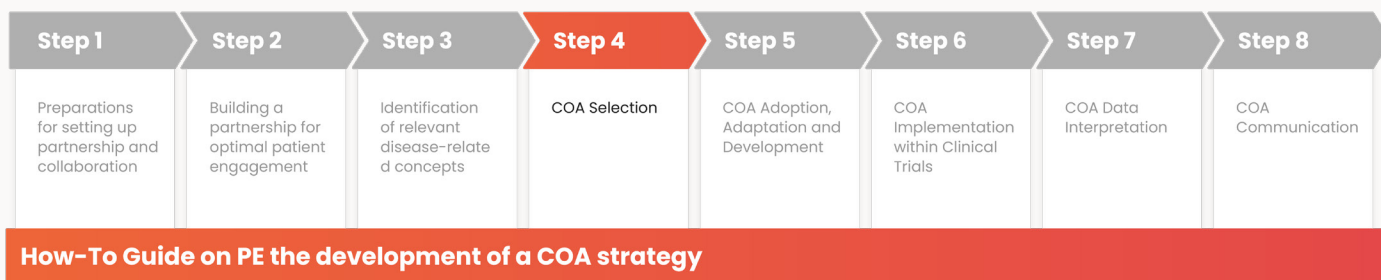 Step 1
Step 2
Step 3
Step 4
Step 5
Step 6
Step 7
Step 8
Preparations
for setting up
partnership and
collaboration
Building a
partnership for
optimal patient
engagement
Identification
of relevant
disease-relate
d concepts
COA Selection
COA Adoption,
Adaptation and
Development
COA
Implementation
within Clinical
Trials
COA Data
Interpretation
COA
Communication
How-To Guide on PE the development of a COA strategy